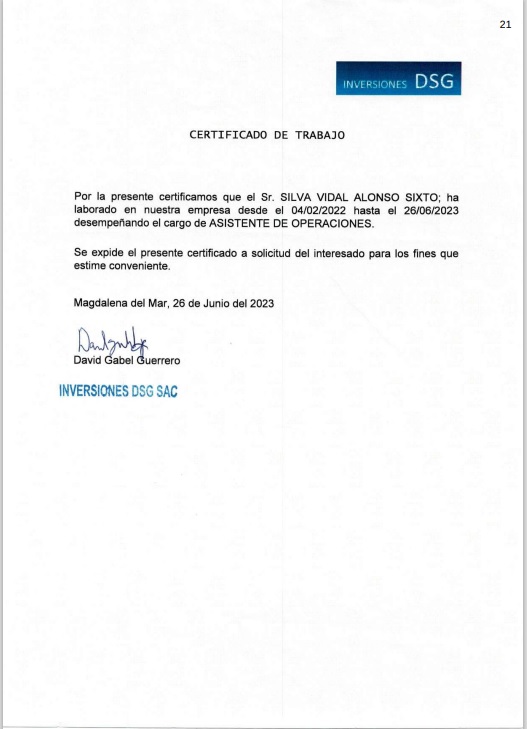 21
INVERSIONES DSG
CERTIFICADO DE TRABAJO
Por la presente certificamos que el Sr. SILVA VIDAL ALONSO SIXTO; ha
laborado en nuestra empresa desde el 04/02/2022 hasta el 26/06/2023
desempeñando el cargo de ASISTENTE DE OPERACIONES.
Se expide el presente certificado a solicitud del interesado para los fines que
estime conveniente.
Magdalena del Mar, 26 de Junio del 2023
David Gabel Guerrero
INVERSIONES DSG SAC